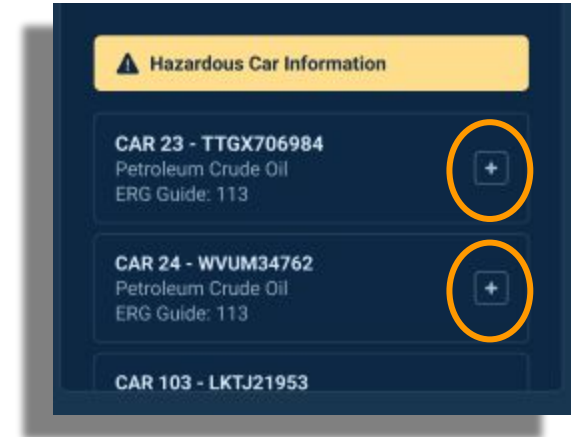 Hazardous Car Information
CAR 23 - TTGX706984
Petroleum Crude Oil
ERG Guide: 113
+
CAR 24 - WVUM34762
Petroleum Crude Oil
ERG Guide: 113
+
CAR 103 - LKTJ21953